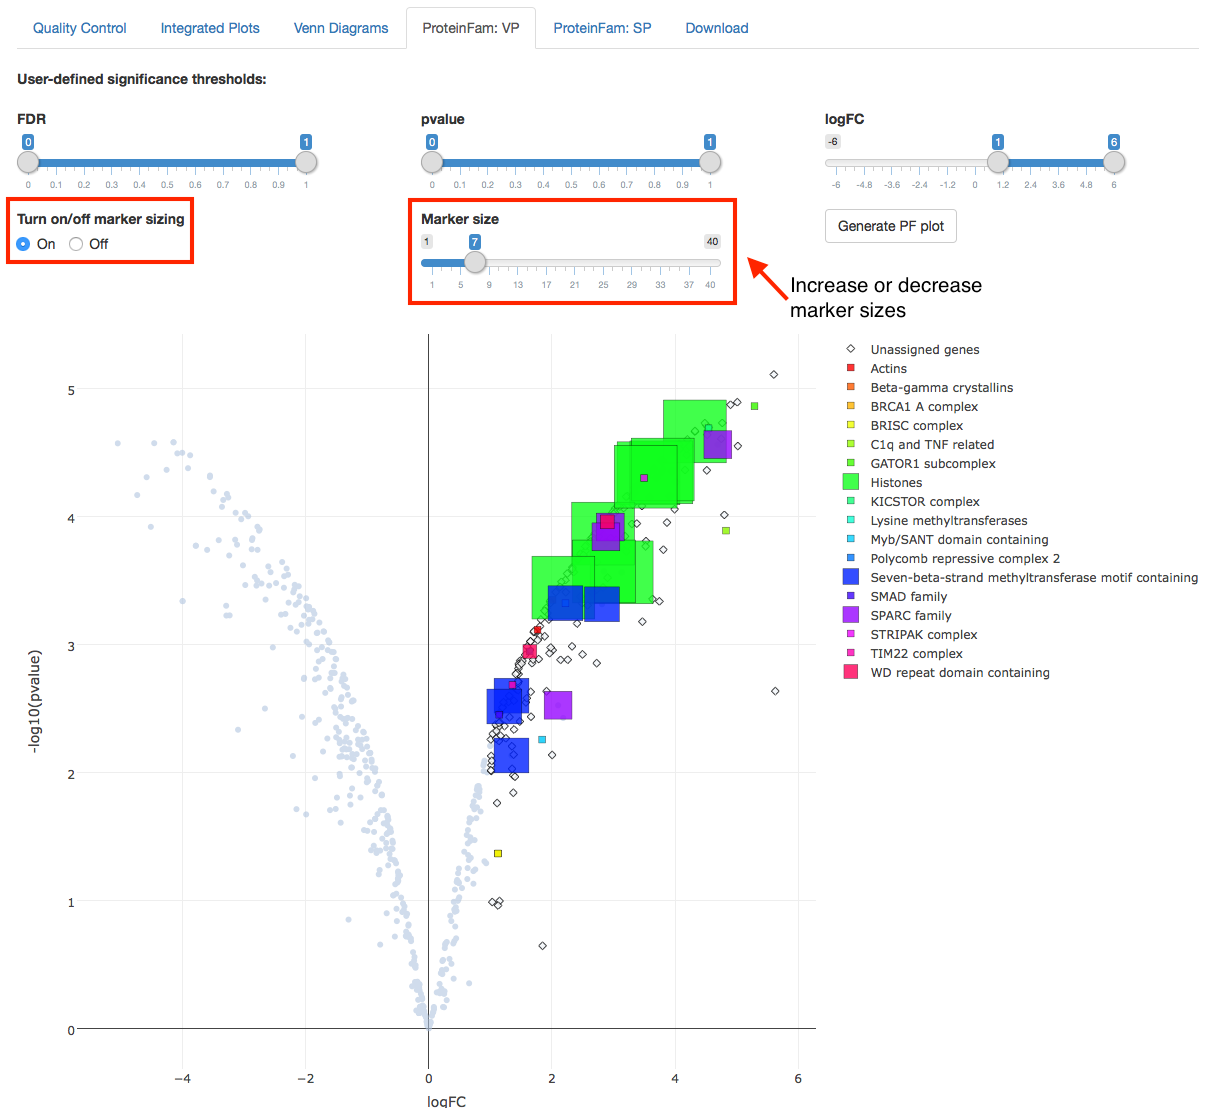 Quality Control Integrated Plots Venn Diagrams ProteinFam: VP ProteinFam: SP Download
User-defined significance thresholds:
FDR pvalue logFC
0 1 0 1 -6 1 6
0 0.1 0.2 0.3 0.4 0.5 0.6 0.7 0.8 0.9 1 0 0.1 0.2 0.3 0.4 0.5 0.6 0.7 0.8 0.9 1 -6 -4.8 -3.6 -2.4 -1.2 0 1.2 2.4 3.6 4.8 6
Turn on/off marker sizing Marker size
Generate PF plot
On Off 1 7 40
1 5 9 13 17 21 25 29 33 37 40
Increase or decrease
marker sizes
Unassigned genes
Actins
Beta-gamma crystallins
BRCA1 A complex
BRISC complex
C1q and TNF related
GATOR1 subcomplex
Histones
KICSTOR complex
Lysine methyltransferases
Myb/SANT domain containing
Polycomb repressive complex 2
Seven-beta-strand methyltransferase motif containing
SMAD family
SPARC family
STRIPAK complex
TIM22 complex
WD repeat domain containing
5
4
3
2
1
0
-log10(pvalue)
−4 −2 0 2 4 6
logFC